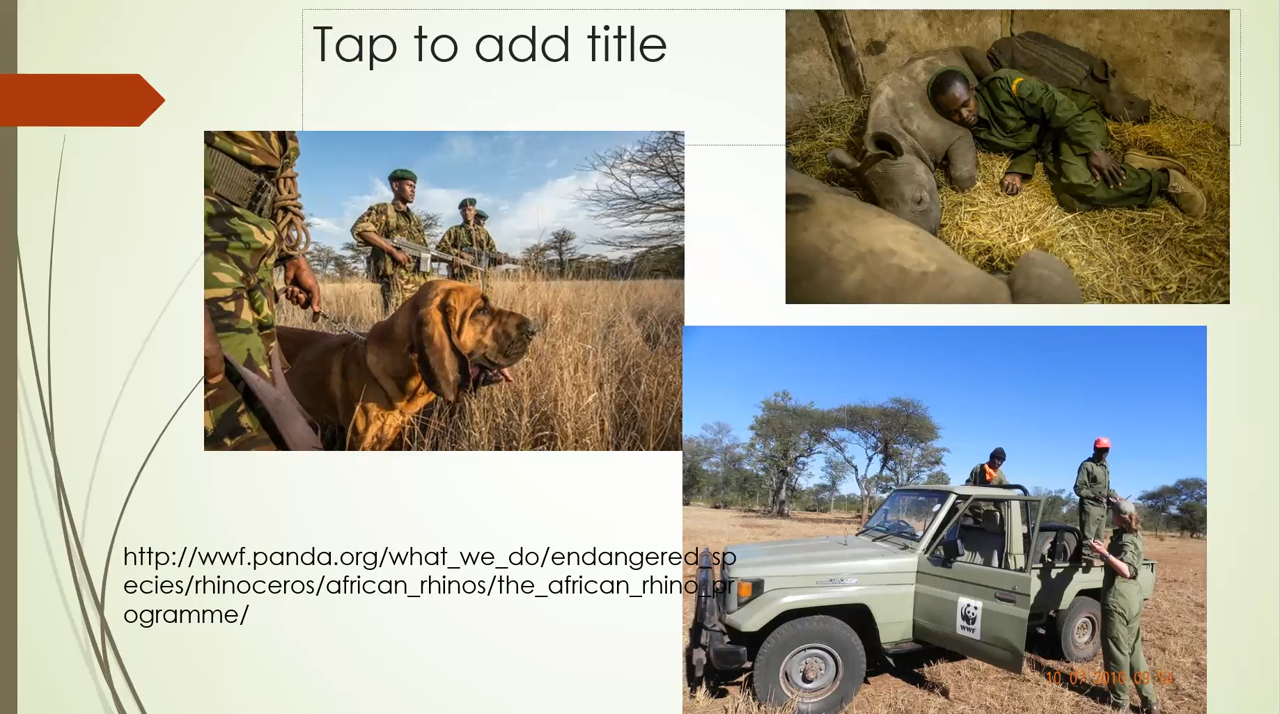 Tap to add title
http://wwf.panda.org/what_we_do/endangered_sp
ecies/rhinoceros/african_rhinos/the_african_rhino_pr
ogramme/
WWF